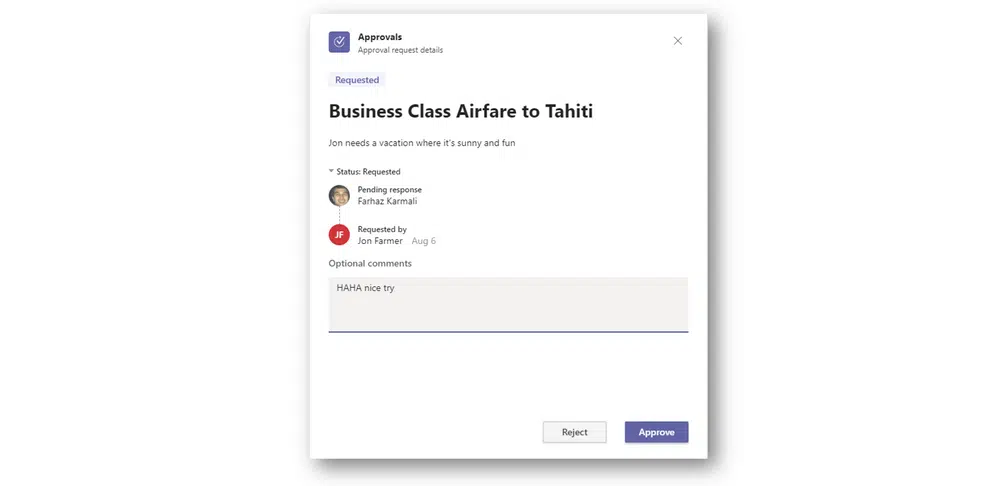 Approvals
Approval request details
Requested
Business Class Airfare to Tahiti
Jon needs a vacation where it's sunny and fun
Status: Requested
Pending response
Farhaz Karmali
JF
Requested by
Jon Farmer Aug 6
Optional comments
HAHA nice try
Reject Approve